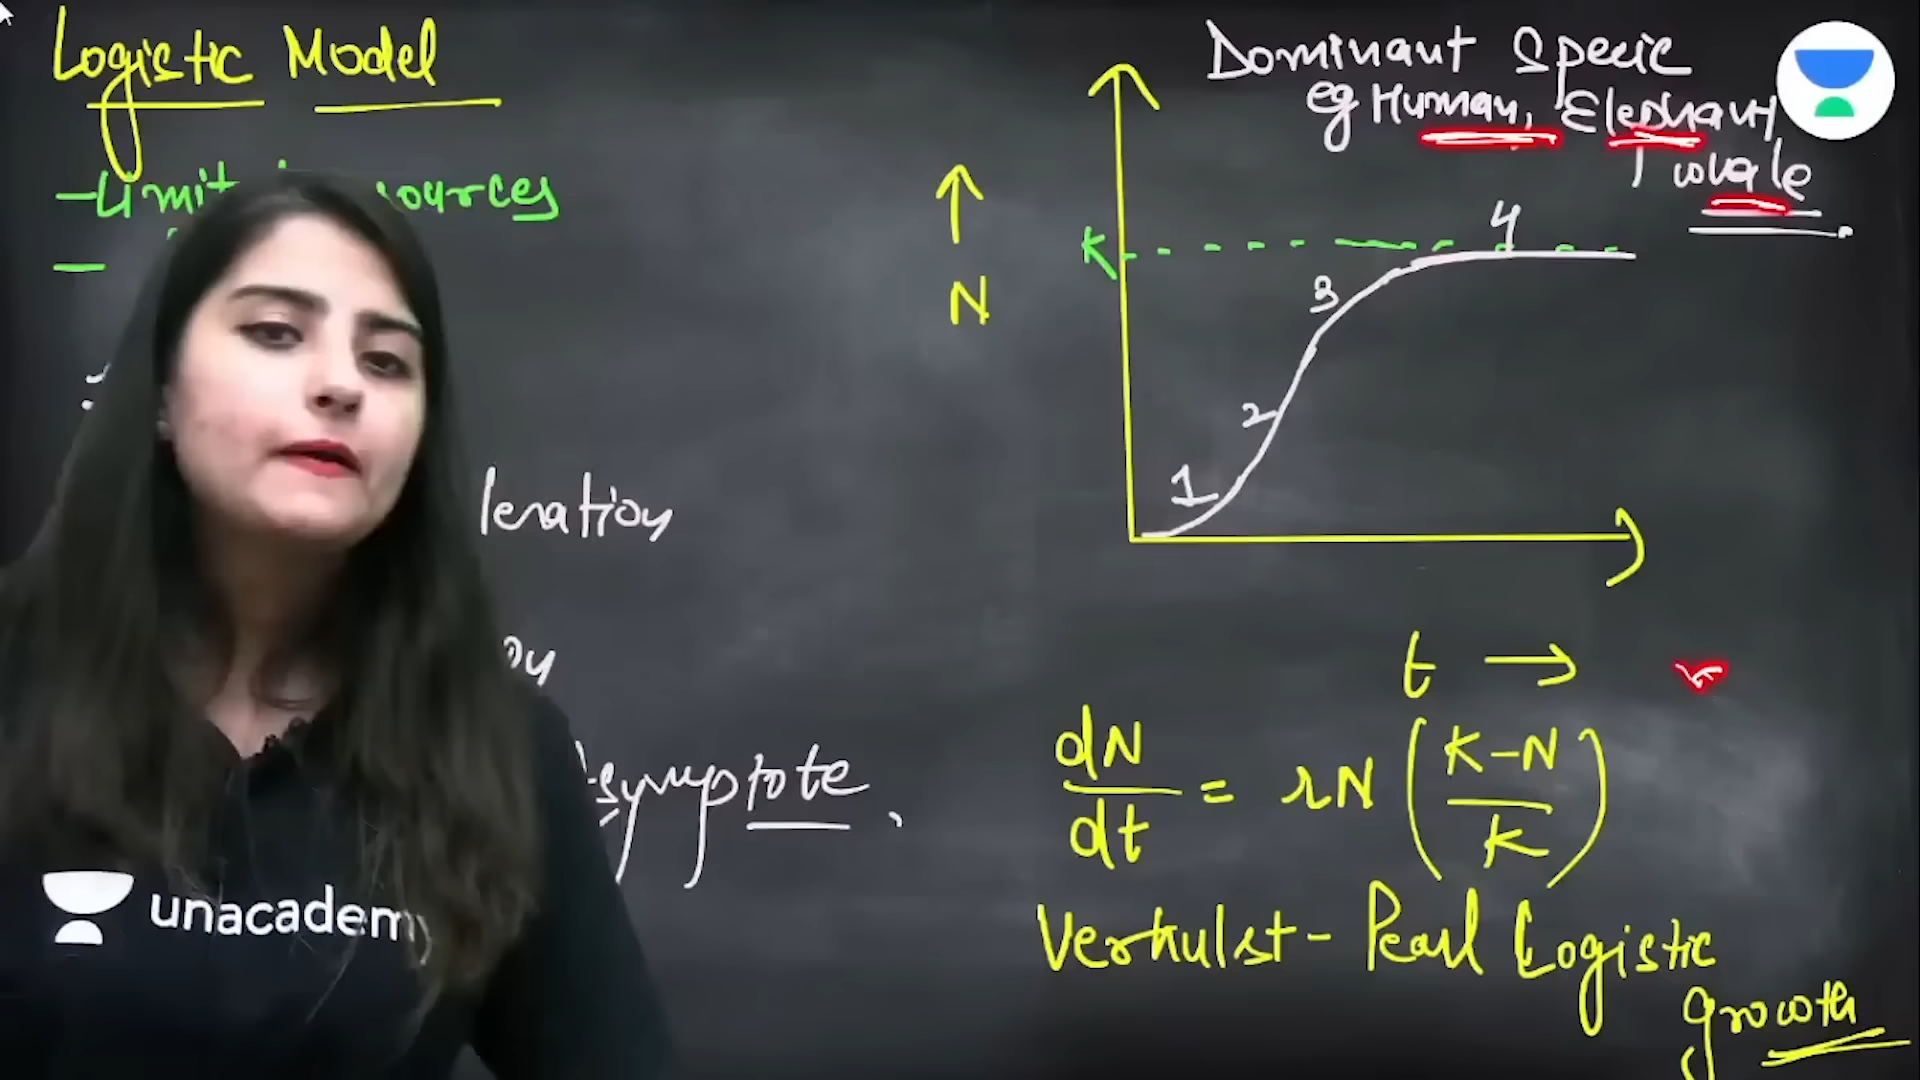 Logistic Model
Dominant Specie
eg Human, Elephant,
whale
K
N
1
2
3
4
t →
leration
asymptote.
dN/dt = rN (K-N/K)
Verhulst - Pearl Logistic
growth
unacademy